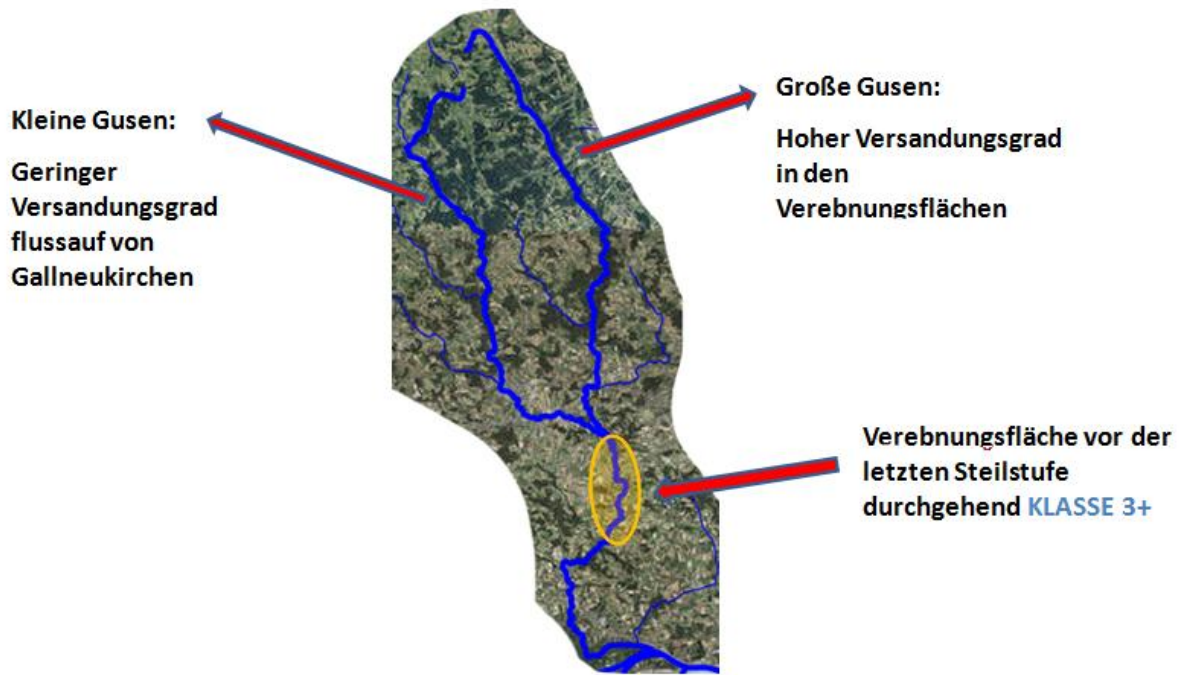 Kleine Gusen:
Geringer
Versandungsgrad
flussauf von
Gallneukirchen
Große Gusen:
Hoher Versandungsgrad
in den
Verebnungsflächen
Verebnungsfläche vor der
letzten Steilstufe
durchgehend KLASSE 3+